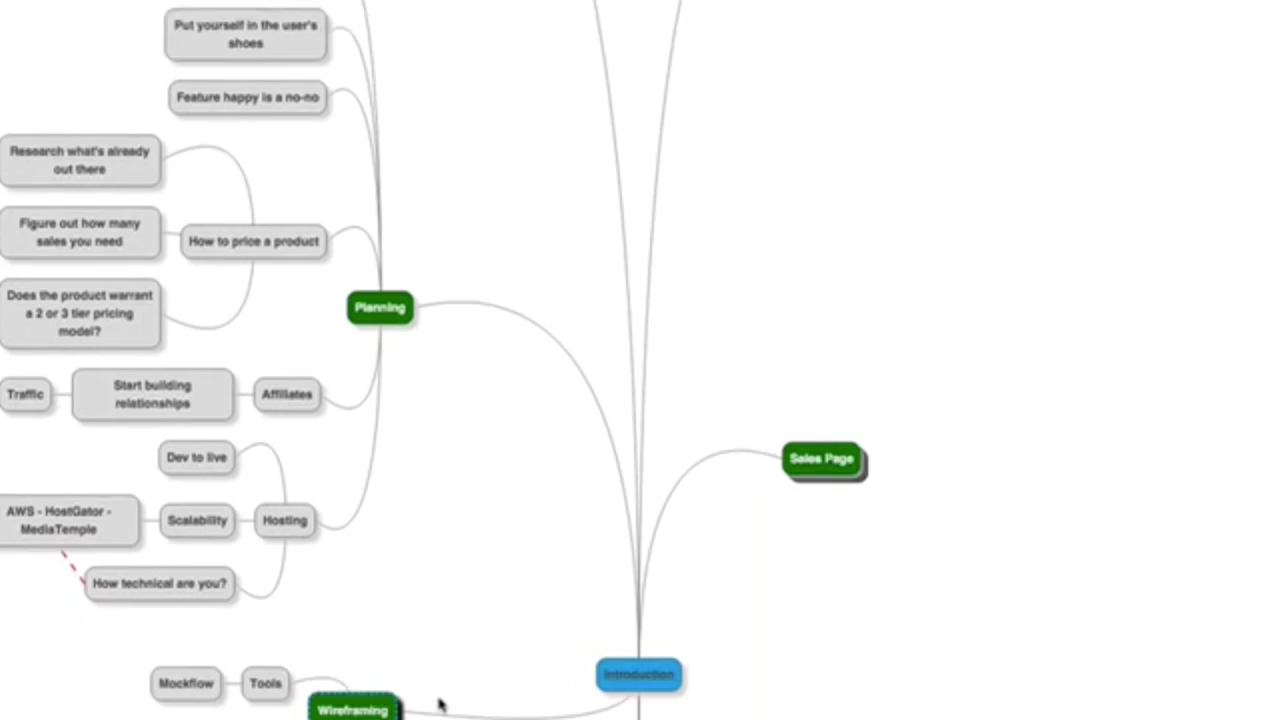 Put yourself in the user's
shoes
Feature happy is a no-no
Research what's already
out there
Figure out how many
sales you need
How to price a product
Does the product warrant
a 2 or 3 tier pricing
model?
Planning
Traffic
Start building
relationships
Affiliates
Dev to live
Sales Page
AWS - HostGator -
MediaTemple
Scalability
Hosting
How technical are you?
Introduction
Mockflow
Tools
Wireframing